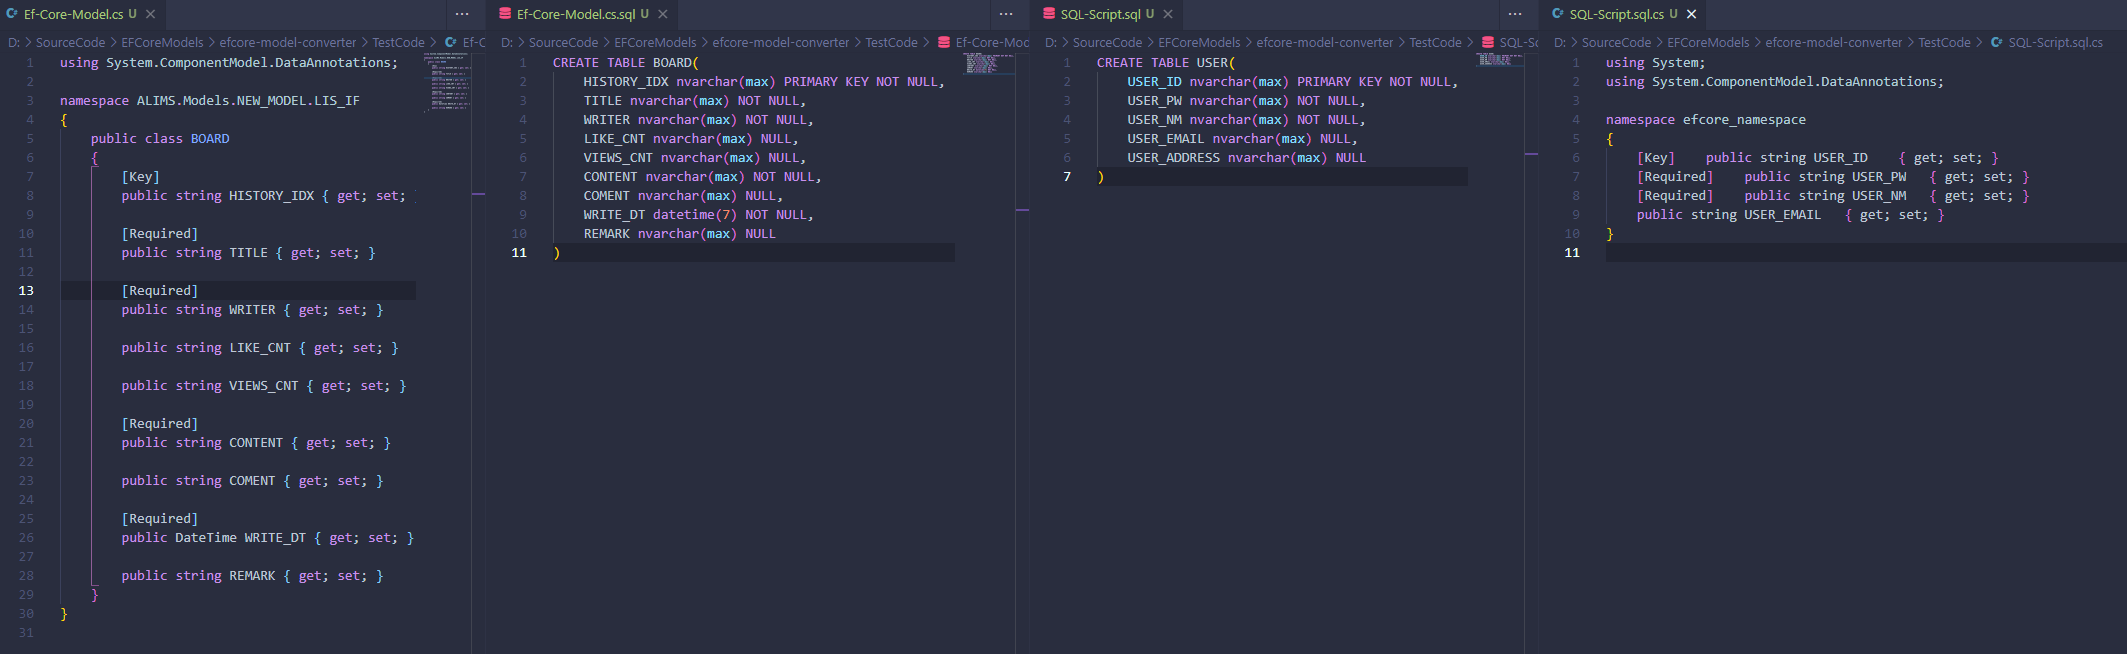 Ef-Core-Model.cs U
D: > SourceCode > EFCoreModels > efcore-model-converter > TestCode > Ef-C
1 using System.ComponentModel.DataAnnotations;
2
3 namespace ALIMS.Models.NEW_MODEL.LIS_IF
4 {
5 public class BOARD
6 {
7 [Key]
8 public string HISTORY_IDX { get; set; }
9
10 [Required]
11 public string TITLE { get; set; }
12
13 [Required]
14 public string WRITER { get; set; }
15
16 public string LIKE_CNT { get; set; }
17
18 public string VIEWS_CNT { get; set; }
19
20 [Required]
21 public string CONTENT { get; set; }
22
23 public string COMENT { get; set; }
24
25 [Required]
26 public DateTime WRITE_DT { get; set; }
27
28 public string REMARK { get; set; }
29 }
30 }
31
Ef-Core-Model.cs.sql U
D: > SourceCode > EFCoreModels > efcore-model-converter > TestCode > Ef-Core-Moc
1 CREATE TABLE BOARD(
2 HISTORY_IDX nvarchar(max) PRIMARY KEY NOT NULL,
3 TITLE nvarchar(max) NOT NULL,
4 WRITER nvarchar(max) NOT NULL,
5 LIKE_CNT nvarchar(max) NULL,
6 VIEWS_CNT nvarchar(max) NULL,
7 CONTENT nvarchar(max) NOT NULL,
8 COMENT nvarchar(max) NULL,
9 WRITE_DT datetime(7) NOT NULL,
10 REMARK nvarchar(max) NULL
11 )
SQL-Script.sql U
D: > SourceCode > EFCoreModels > efcore-model-converter > TestCode > SQL-Sc
1 CREATE TABLE USER(
2 USER_ID nvarchar(max) PRIMARY KEY NOT NULL,
3 USER_PW nvarchar(max) NOT NULL,
4 USER_NM nvarchar(max) NOT NULL,
5 USER_EMAIL nvarchar(max) NULL,
6 USER_ADDRESS nvarchar(max) NULL
7 )
SQL-Script.sql.cs U
D: > SourceCode > EFCoreModels > efcore-model-converter > TestCode > SQL-Script.sql.cs
1 using System;
2 using System.ComponentModel.DataAnnotations;
3
4 namespace efcore_namespace
5 {
6 [Key] public string USER_ID { get; set; }
7 [Required] public string USER_PW { get; set; }
8 [Required] public string USER_NM { get; set; }
9 public string USER_EMAIL { get; set; }
10 }
11